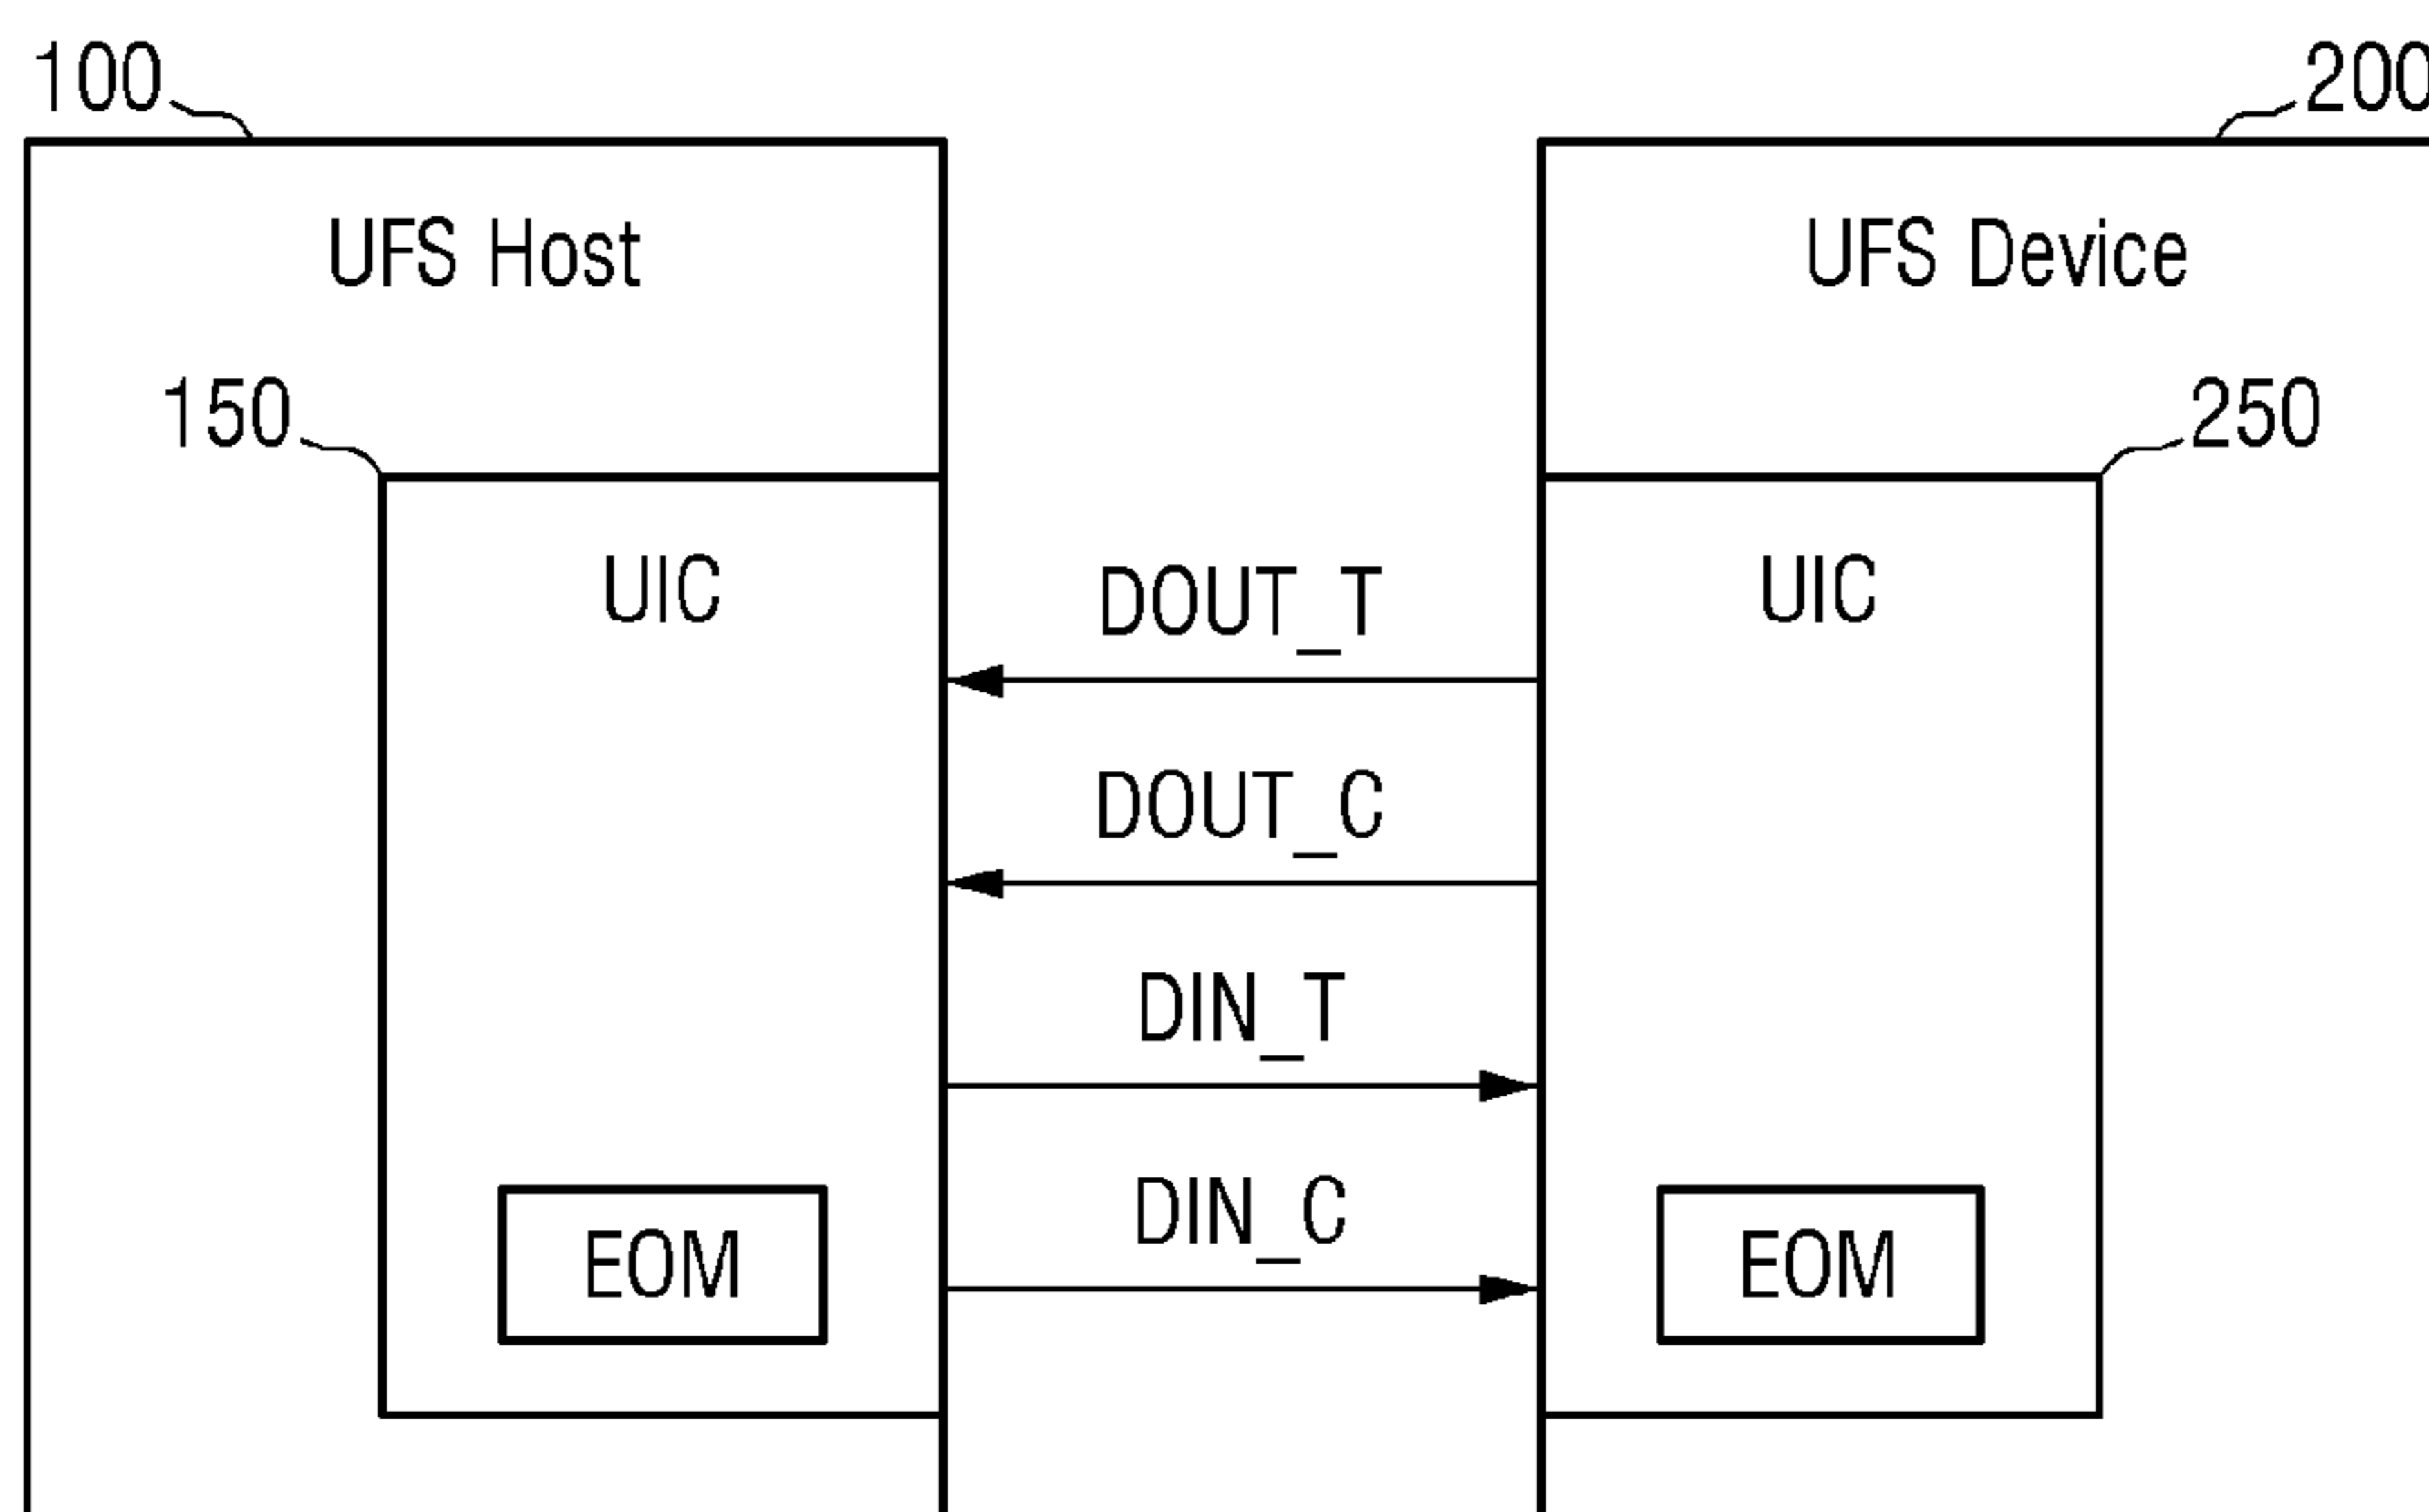 100
200
UFS Host
UFS Device
150
250
UIC
UIC
DOUT_T
DOUT_C
DIN_T
DIN_C
EOM
EOM